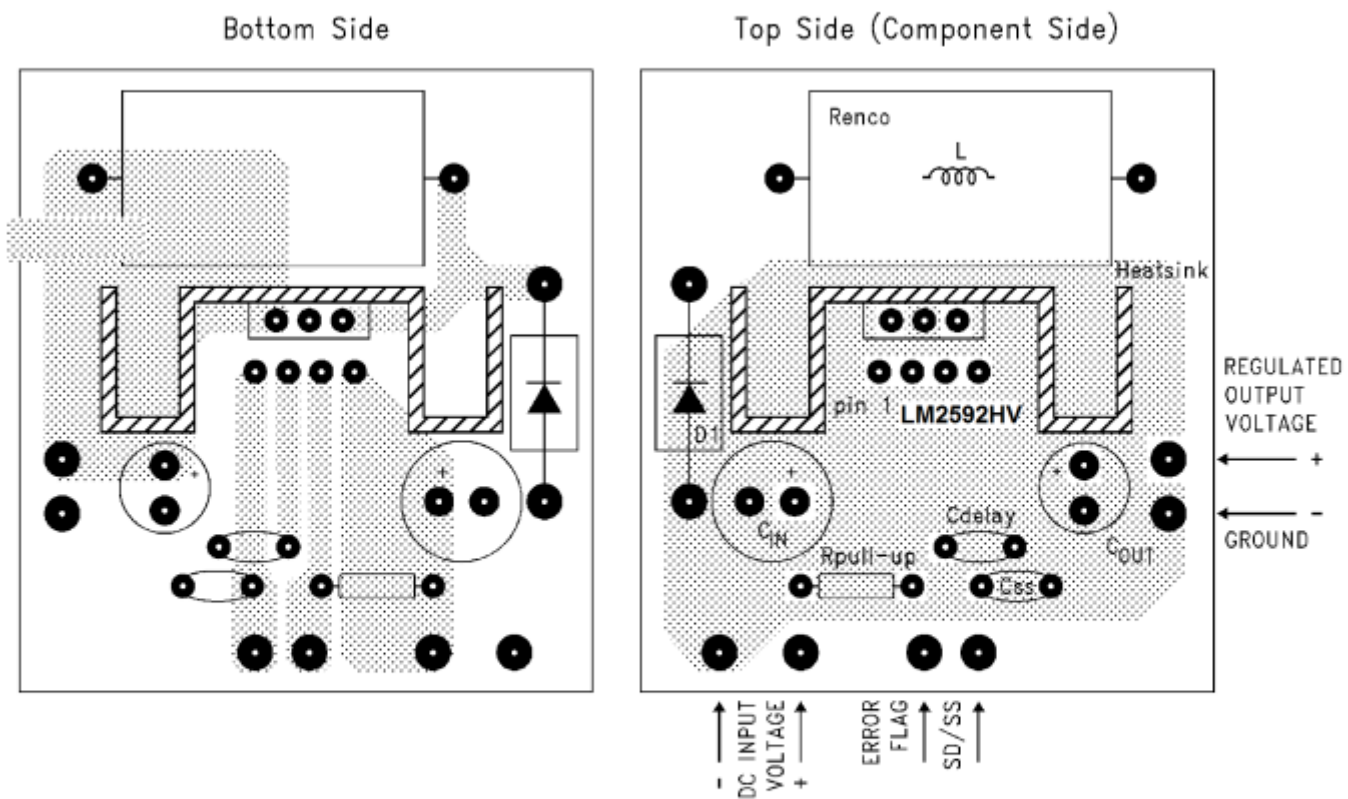 Bottom Side
Top Side (Component Side)
Renco
L
Heatsink
pin 1
LM2592HV
D1
+
+
+
+
CIN
Cdelay
COUT
Rpull-up
Css
REGULATED
OUTPUT
VOLTAGE
+
-
GROUND
-
DC INPUT
VOLTAGE
+
ERROR
FLAG
SD/SS